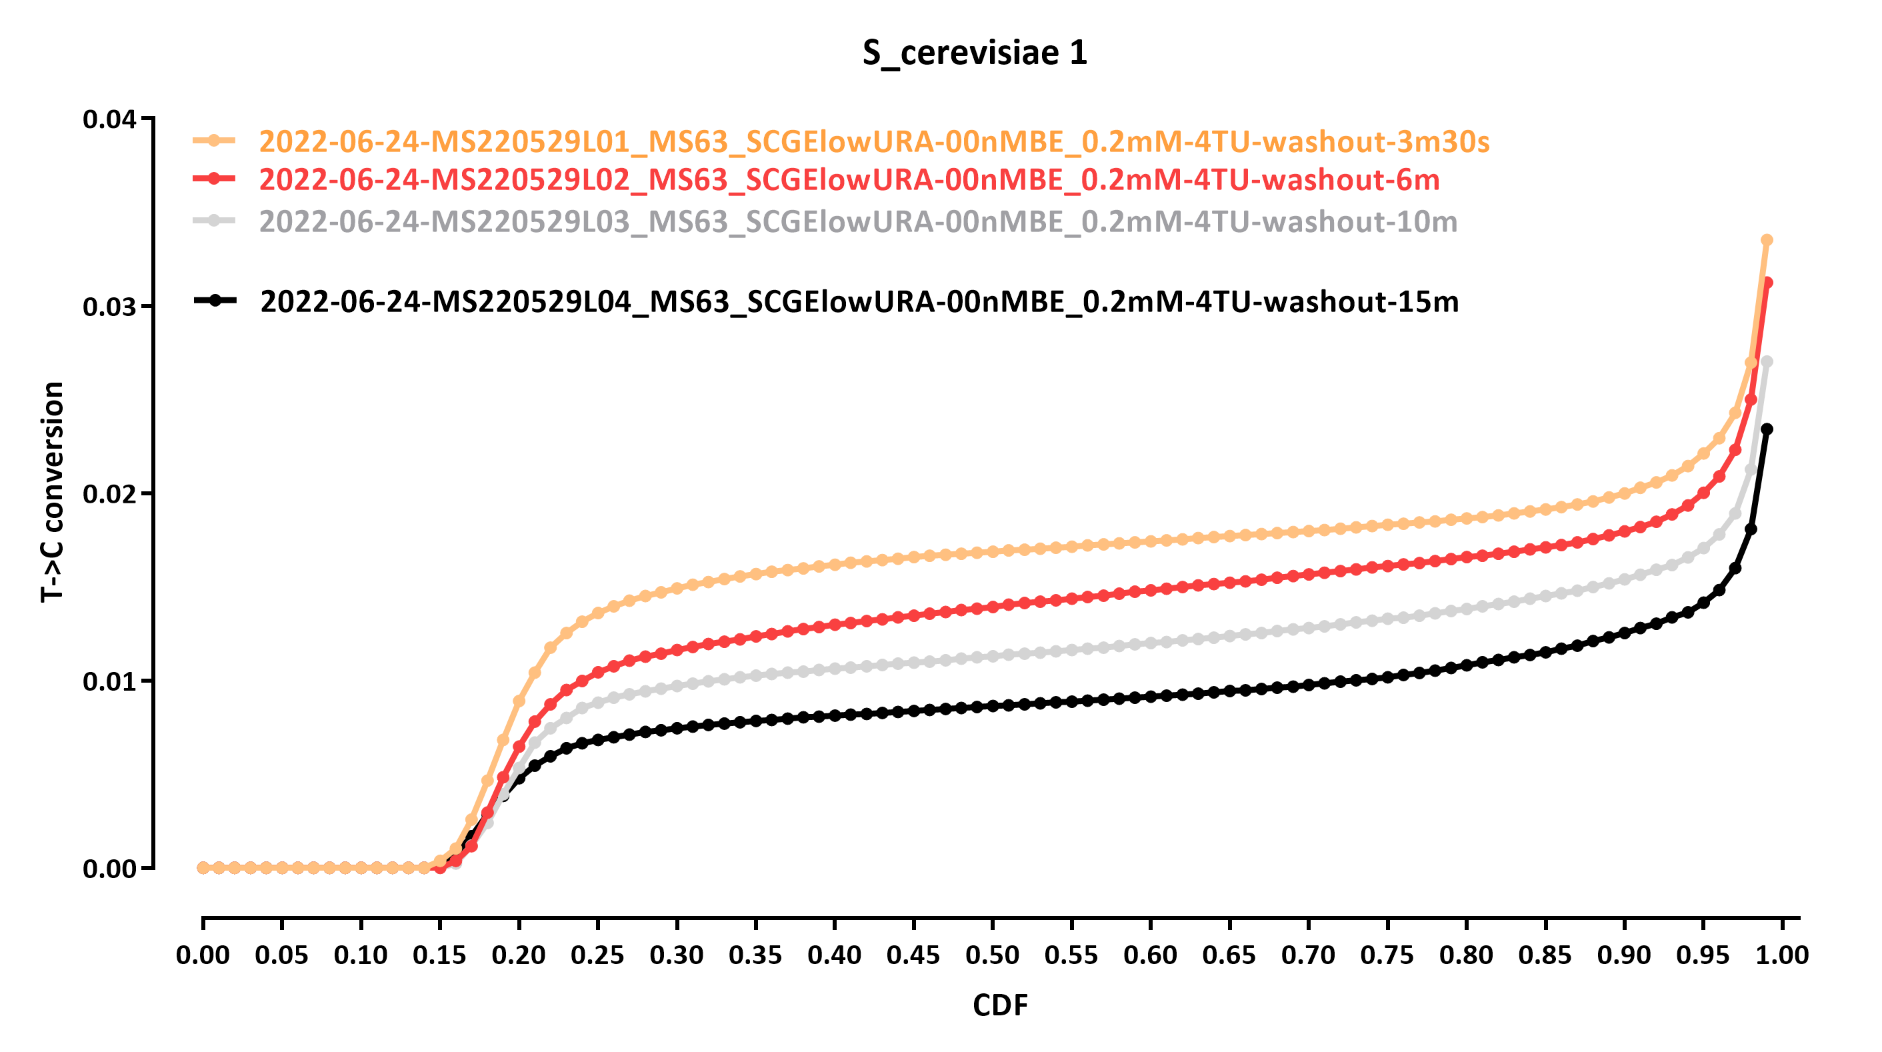 S_cerevisiae 1
0.04
2022-06-24-MS220529L01_MS63_SCGElowURA-00nMBE_0.2mM-4TU-washout-3m30s
2022-06-24-MS220529L02_MS63_SCGElowURA-00nMBE_0.2mM-4TU-washout-6m
2022-06-24-MS220529L03_MS63_SCGElowURA-00nMBE_0.2mM-4TU-washout-10m
0.03
2022-06-24-MS220529L04_MS63_SCGElowURA-00nMBE_0.2mM-4TU-washout-15m
T->C conversion
0.02
0.01
0.00
0.00 0.05 0.10 0.15 0.20 0.25 0.30 0.35 0.40 0.45 0.50 0.55 0.60 0.65 0.70 0.75 0.80 0.85 0.90 0.95 1.00
CDF